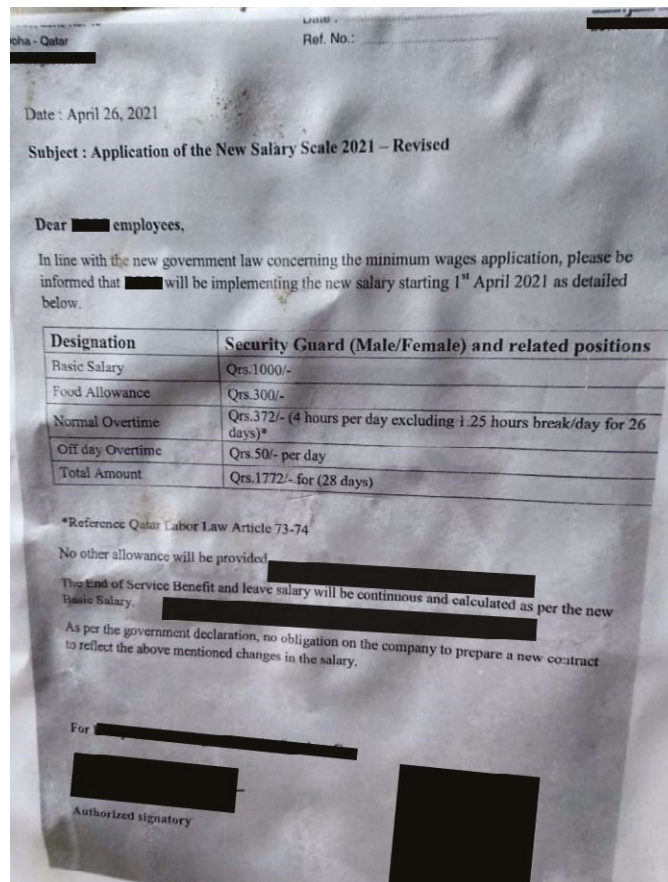 oha - Qatar
Ref. No.:
Date : April 26, 2021
Subject : Application of the New Salary Scale 2021 – Revised
Dear employees,
In line with the new government law concerning the minimum wages application, please be
informed that will be implementing the new salary starting 1st April 2021 as detailed
below.
Designation Security Guard (Male/Female) and related positions
Basic Salary Qrs.1000/-
Food Allowance Qrs.300/-
Normal Overtime Qrs.372/- (4 hours per day excluding 1.25 hours break/day for 26
days)*
Off day Overtime Qrs.50/- per day
Total Amount Qrs.1772/- for (28 days)
*Reference Qatar Labor Law Article 73-74
No other allowance will be provided
The End of Service Benefit and leave salary will be continuous and calculated as per the new
Basic Salary.
As per the government declaration, no obligation on the company to prepare a new contract
to reflect the above mentioned changes in the salary.
For
Authorized signatory